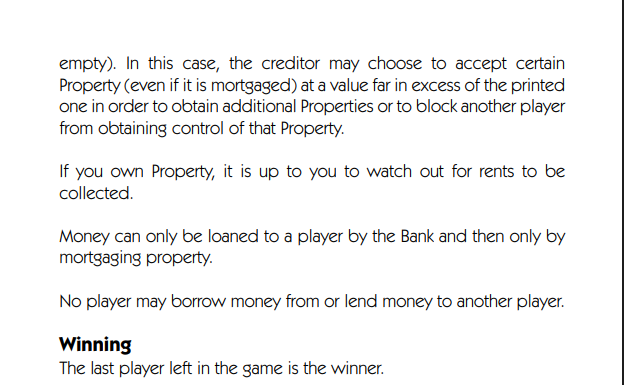 empty). In this case, the creditor may choose to accept certain
Property (even if it is mortgaged) at a value far in excess of the printed
one in order to obtain additional Properties or to block another player
from obtaining control of that Property.
If you own Property, it is up to you to watch out for rents to be
collected.
Money can only be loaned to a player by the Bank and then only by
mortgaging property.
No player may borrow money from or lend money to another player.
Winning
The last player left in the game is the winner.